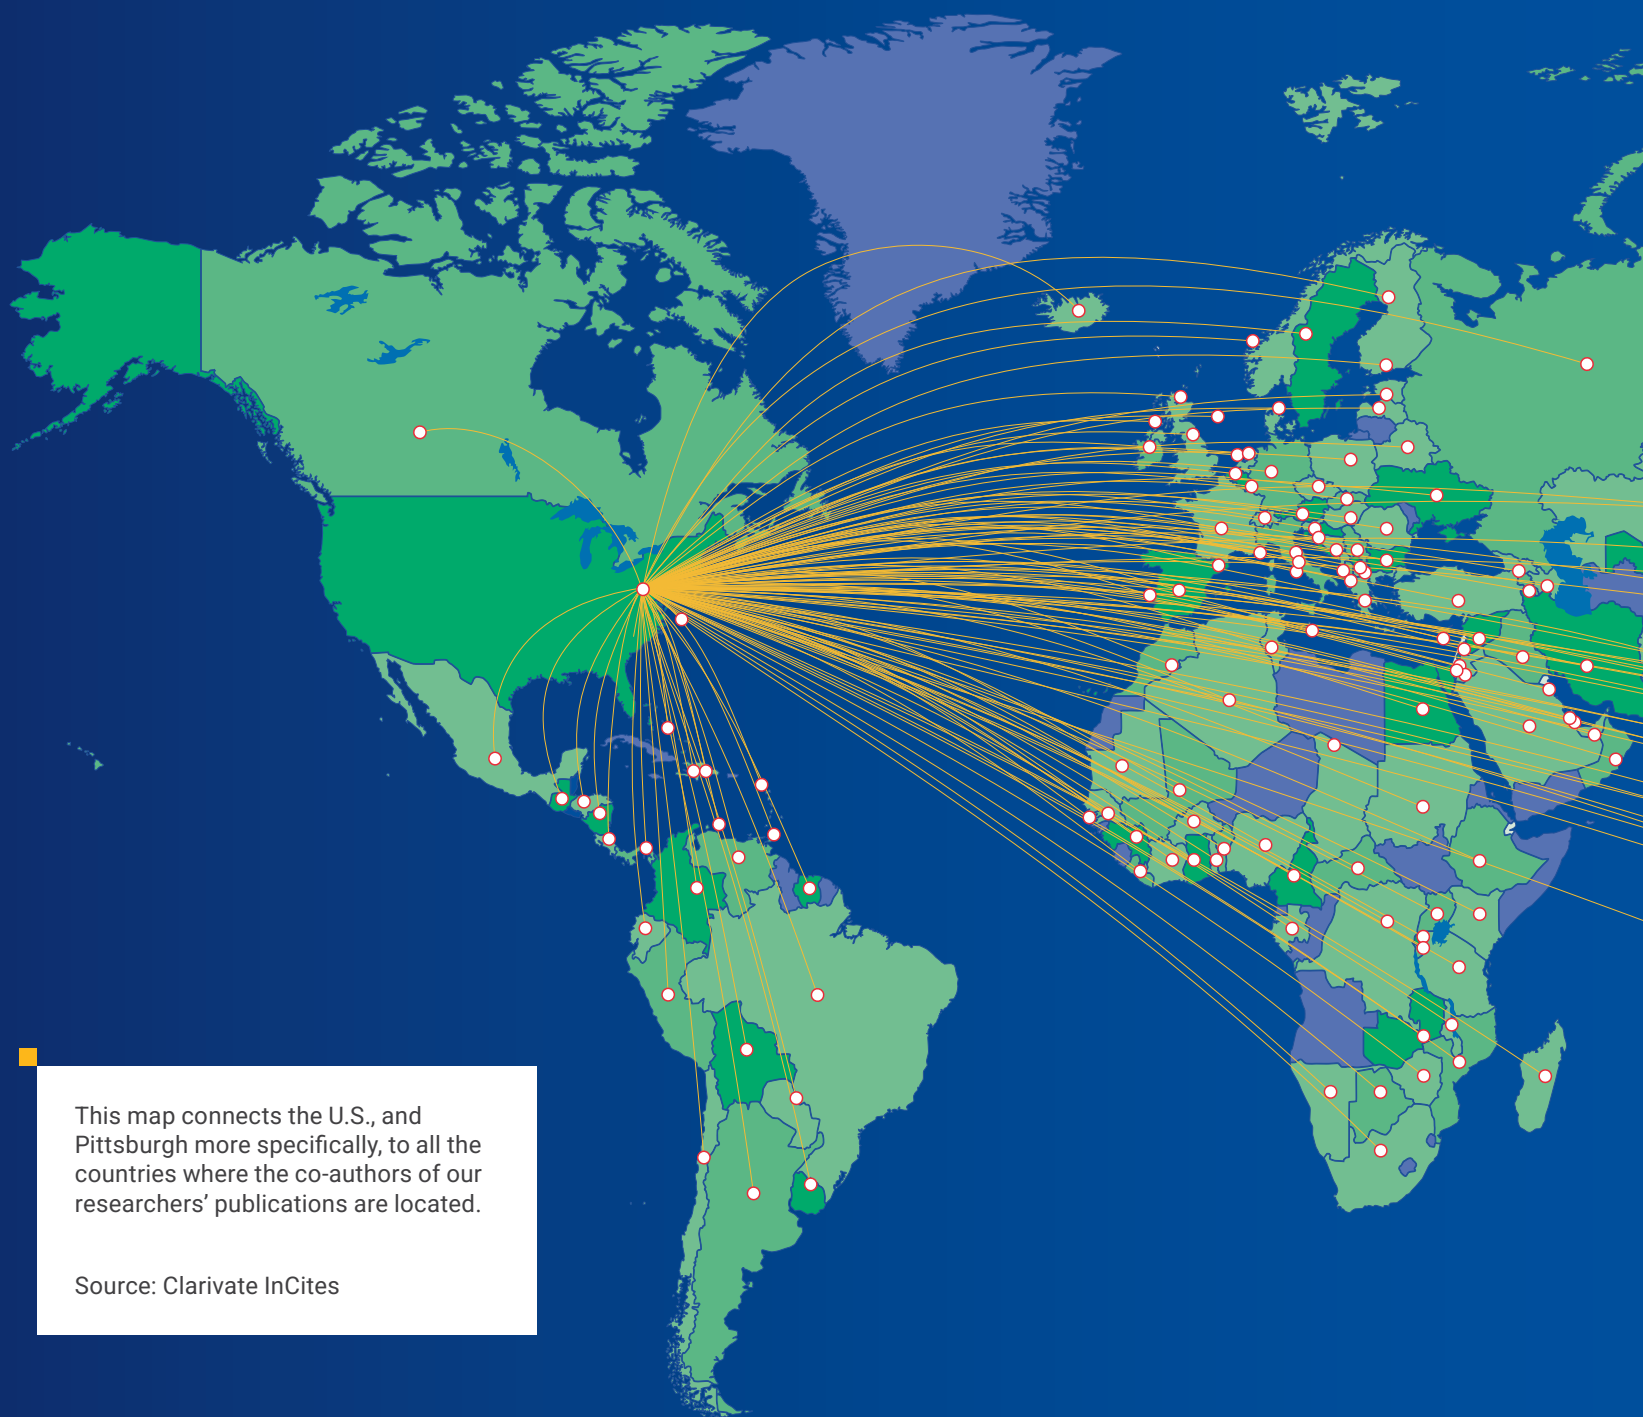 This map connects the U.S., and
Pittsburgh more specifically, to all the
countries where the co-authors of our
researchers’ publications are located.
Source: Clarivate InCites